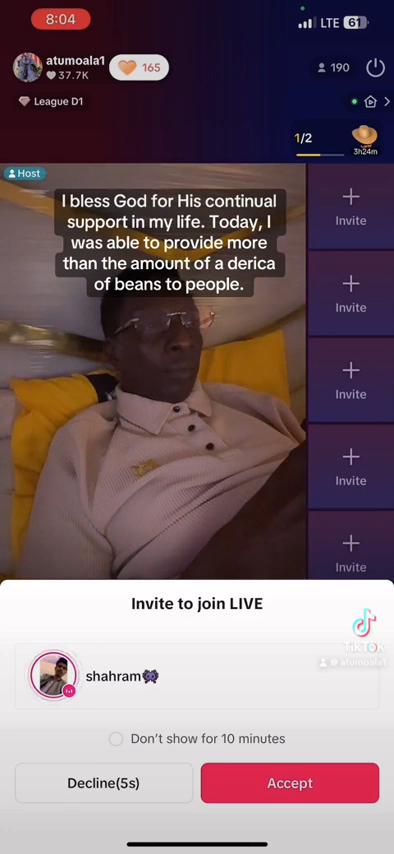 8:04
LTE 61
atumoala1
37.7K
165
190
League D1
1/2
3h24m
Host
I bless God for His continual
support in my life. Today, I
was able to provide more
than the amount of a derica
of beans to people.
Invite
Invite
Invite
Invite
Invite
Invite to join LIVE
TikTok
@atumoala1
shahram
Don't show for 10 minutes
Decline(5s)
Accept